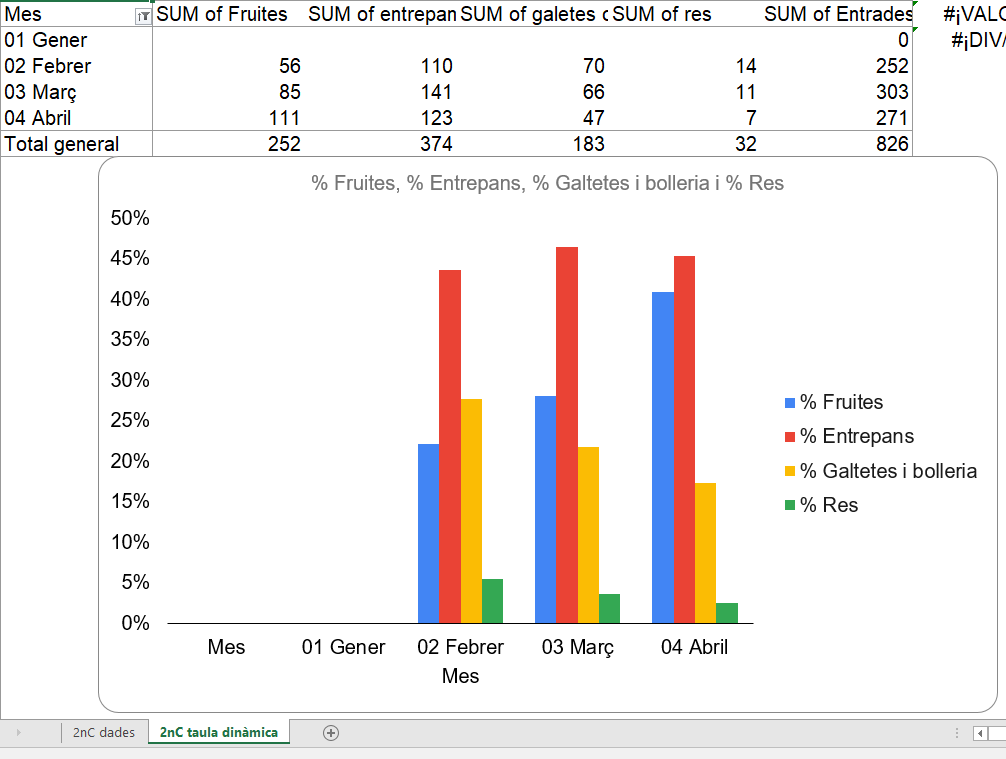 Mes SUM of Fruites SUM of entrepan SUM of galetes SUM of res SUM of Entrades #¡VALO
01 Gener 0 #¡DIV/
02 Febrer 56 110 70 14 252
03 Març 85 141 66 11 303
04 Abril 111 123 47 7 271
Total general 252 374 183 32 826
% Fruites, % Entrepans, % Galtetes i bolleria i % Res
50%
45%
40%
35%
30%
25%
20%
15%
10%
5%
0%
% Fruites
% Entrepans
% Galtetes i bolleria
% Res
Mes 01 Gener 02 Febrer 03 Març 04 Abril
Mes
2nC dades 2nC taula dinàmica